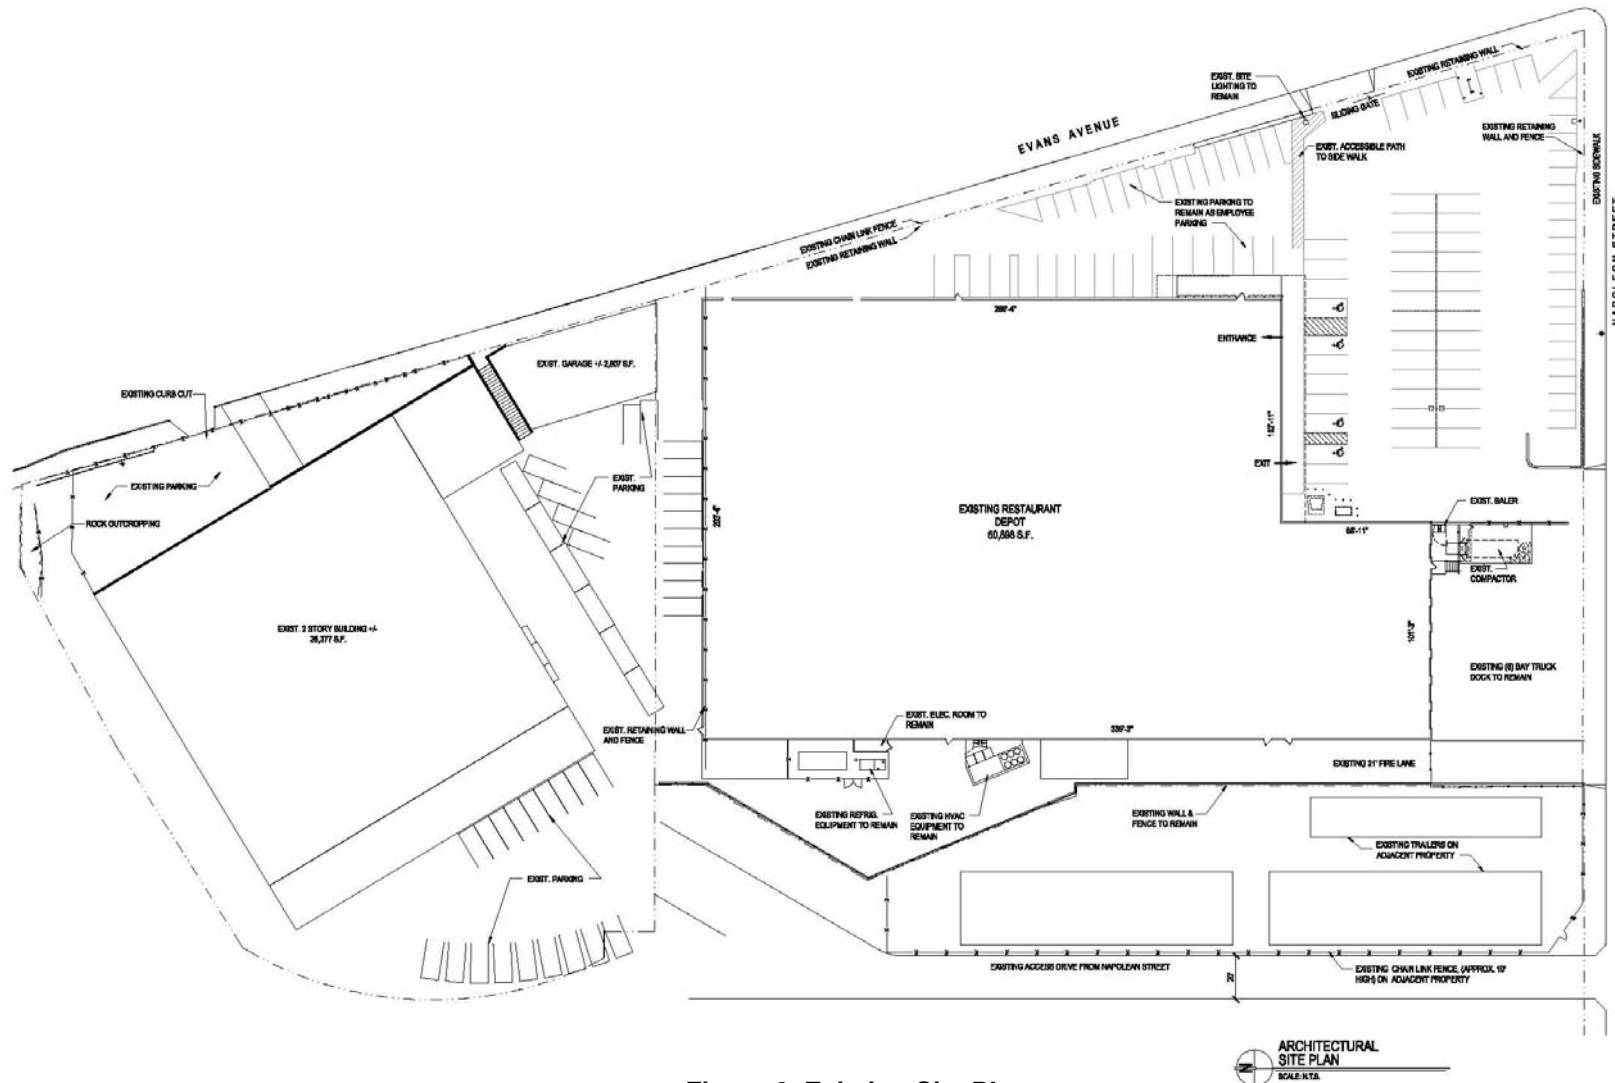 EXISTING RETAINING WALL
EXIST. SITE
LIGHTING TO
REMAIN
SLIDING GATE
EVANS AVENUE
EXISTING RETAINING
WALL AND FENCE
EXIST. ACCESSIBLE PATH
TO SIDE WALK
EXISTING SIDEWALK
EXISTING PARKING TO
REMAIN AS EMPLOYEE
PARKING
EXISTING CHAIN LINK FENCE
EXISTING RETAINING WALL
ENTRANCE
EXIST. GARAGE +/- 2,807 S.F.
EXISTING CURB CUT
182'-11"
EXIT
EXISTING PARKING
EXIST.
PARKING
ROCK OUTCROPPING
EXISTING RESTAURANT
DEPOT
60,898 S.F.
EXIST. BALER
EXIST.
COMPACTOR
EXIST. 2 STORY BUILDING +/-
26,377 S.F.
EXISTING (6) BAY TRUCK
DOCK TO REMAIN
EXIST. RETAINING WALL
AND FENCE
EXIST. ELEC. ROOM TO
REMAIN
EXISTING 21' FIRE LANE
EXISTING REFRIG.
EQUIPMENT TO REMAIN
EXISTING HVAC
EQUIPMENT TO
REMAIN
EXISTING WALL &
FENCE TO REMAIN
EXISTING TRAILERS ON
ADJACENT PROPERTY
EXIST. PARKING
EXISTING ACCESS DRIVE FROM NAPOLEAN STREET
EXISTING CHAIN LINK FENCE, (APPROX. 10'
HIGH) ON ADJACENT PROPERTY
20'
N
ARCHITECTURAL
SITE PLAN
SCALE: N.T.S.